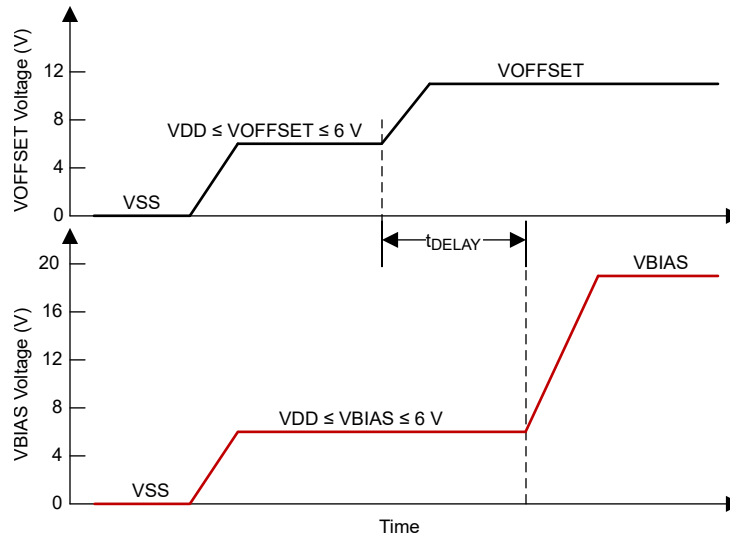 VOFFSET Voltage (V)
12
8
4
0
VOFFSET
VDD ≤ VOFFSET ≤ 6 V
VSS
tDELAY
VBIAS Voltage (V)
20
16
12
8
4
0
VBIAS
VDD ≤ VBIAS ≤ 6 V
VSS
Time